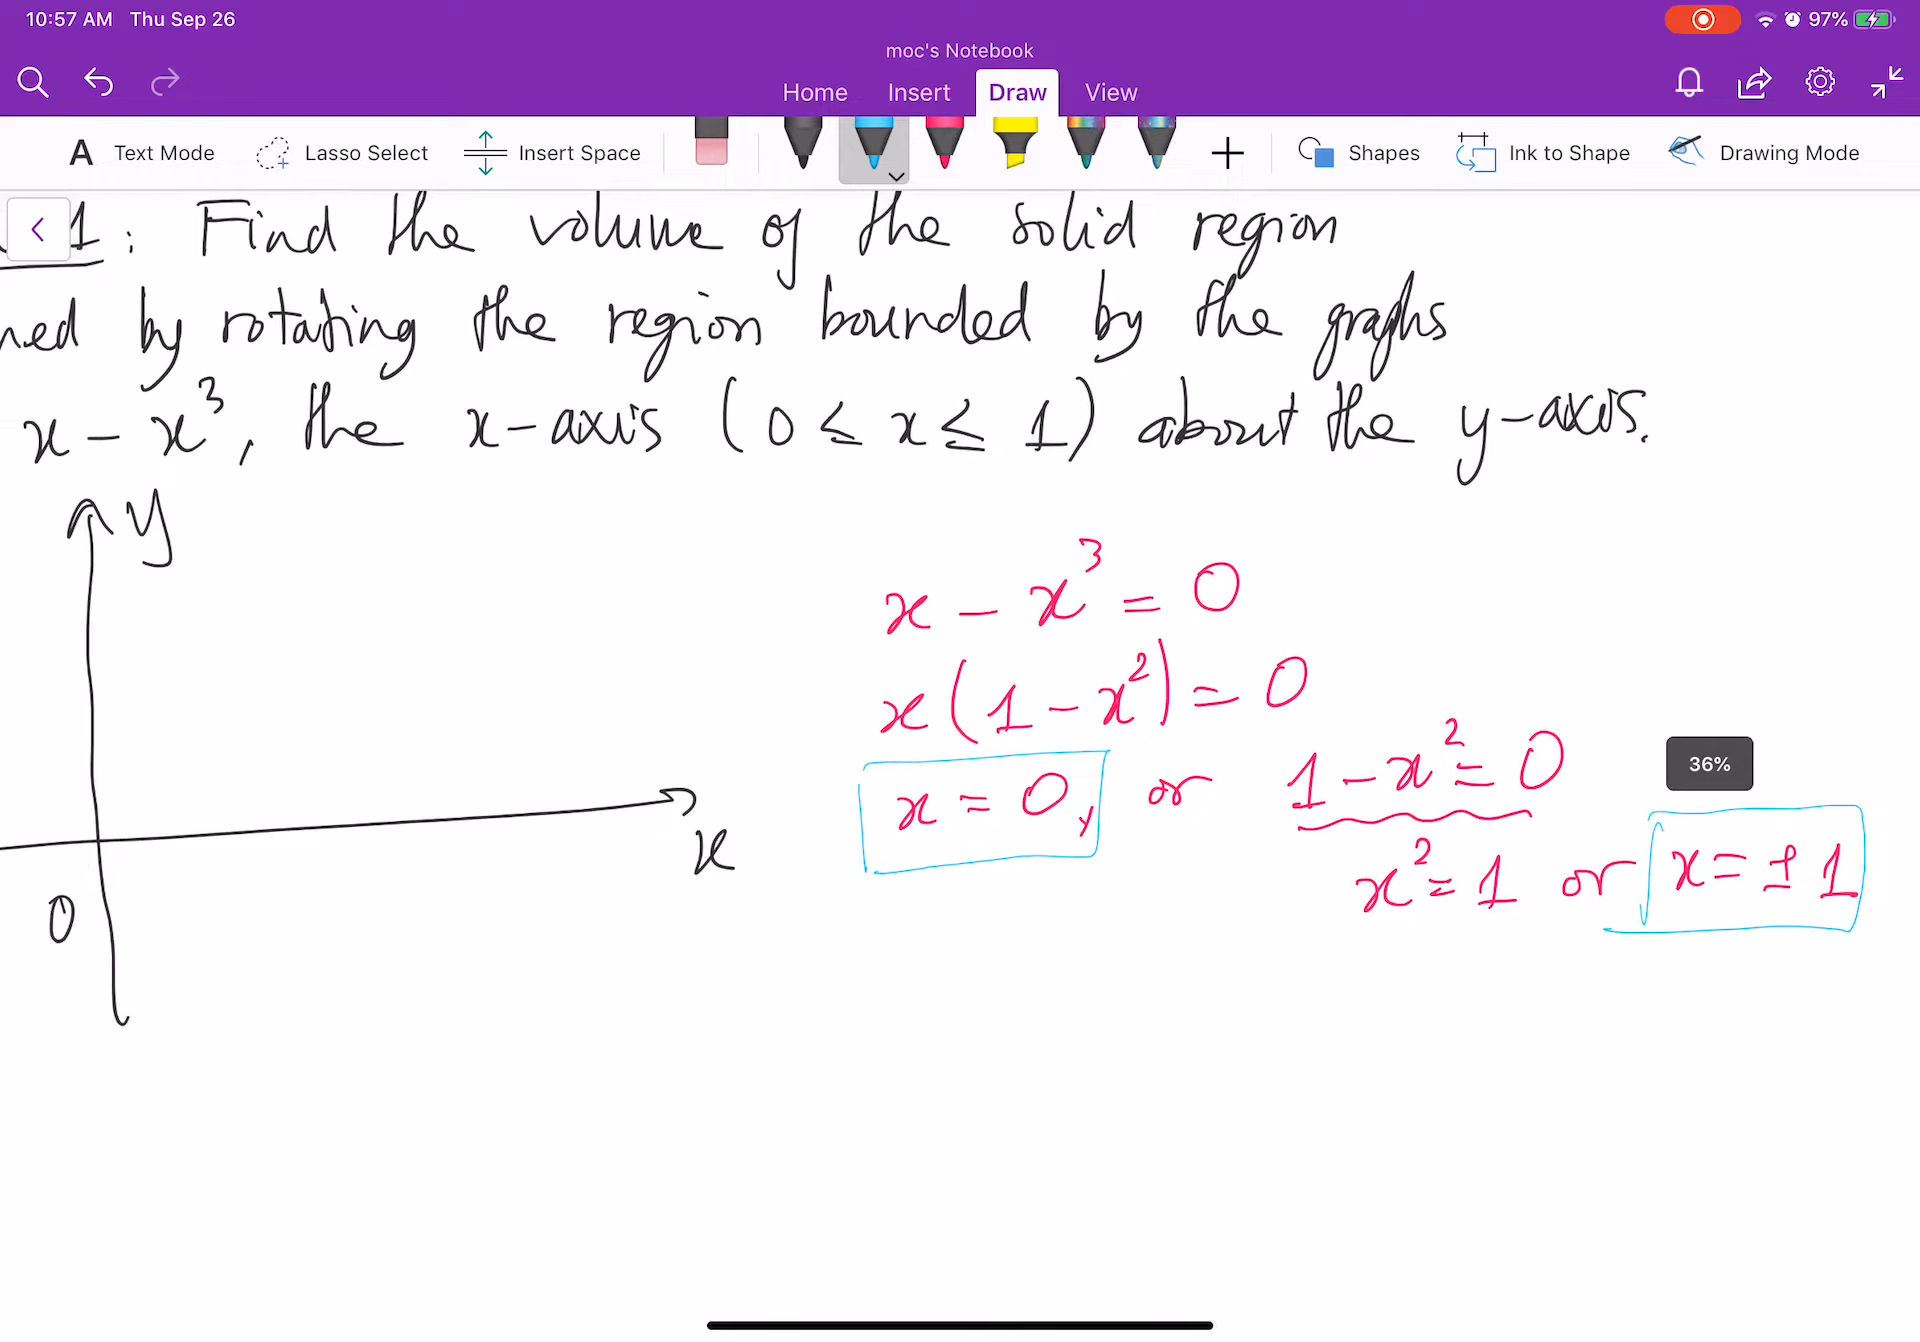 10:57 AM Thu Sep 26
97%
moc's Notebook
Home Insert Draw View
A Text Mode Lasso Select Insert Space Shapes Ink to Shape Drawing Mode
1: Find the volume of the solid region
ned by rotating the region bounded by the graphs
x - x³, the x-axis (0 ≤ x ≤ 1) about the y-axis.
y
x - x³ = 0
x(1 - x²) = 0
x = 0, or 1 - x² = 0
36%
x
x² = 1 or x = ± 1
0